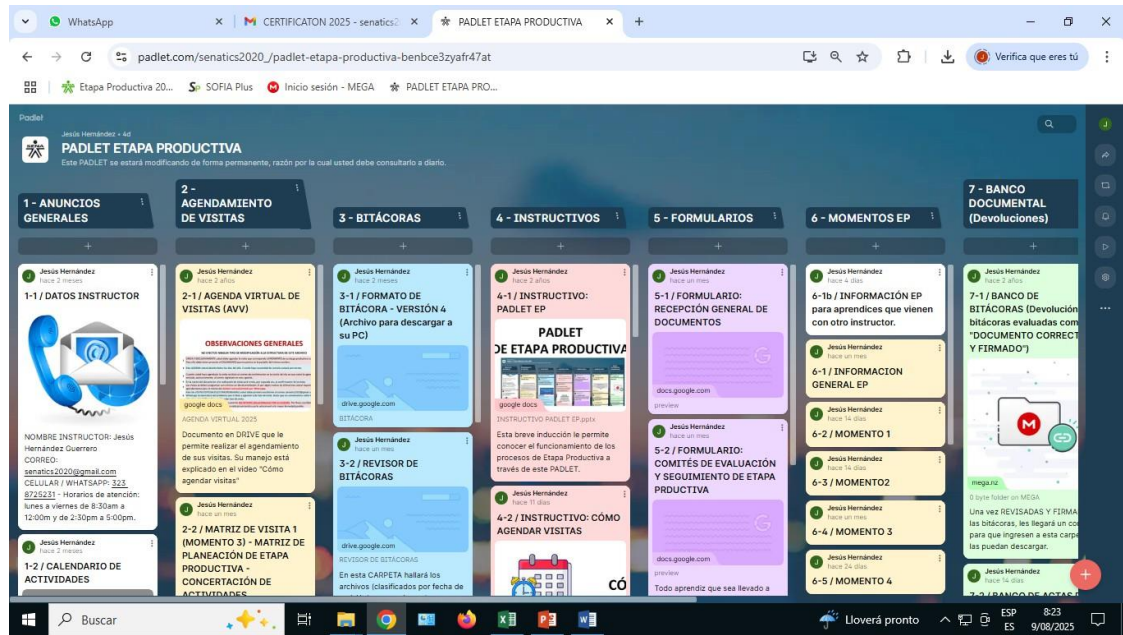 WhatsApp
CERTIFICATON 2025 - senatics2
PADLET ETAPA PRODUCTIVA
padlet.com/senatics2020_/padlet-etapa-productiva-benbce3zyafr47at
Verifica que eres tú
Etapa Productiva 20...
SOFIA Plus
Inicio sesión - MEGA
PADLET ETAPA PRO...
Padlet
Jesús Hernández • 4d
PADLET ETAPA PRODUCTIVA
Este PADLET se estará modificando de forma permanente, razón por la cual usted debe consultarlo a diario.
1 - ANUNCIOS
GENERALES
Jesús Hernández
hace 2 meses
1-1 / DATOS INSTRUCTOR
NOMBRE INSTRUCTOR: Jesús
Hernández Guerrero
CORREO:
senatics2020@gmail.com
CELULAR / WHATSAPP: 323
8725231 - Horarios de atención:
lunes a viernes de 8:30am a
12:00m y de 2:30pm a 5:00pm.
Jesús Hernández
hace 2 meses
1-2 / CALENDARIO DE
ACTIVIDADES
2 -
AGENDAMIENTO
DE VISITAS
Jesús Hernández
hace 2 años
2-1 / AGENDA VIRTUAL DE
VISITAS (AVV)
OBSERVACIONES GENERALES
google docs
AGENDA VIRTUAL 2025
Documento en DRIVE que le
permite realizar el agendamiento
de sus visitas. Su manejo está
explicado en el video "Cómo
agendar visitas"
Jesús Hernández
hace un mes
2-2 / MATRIZ DE VISITA 1
(MOMENTO 3) - MATRIZ DE
PLANEACIÓN DE ETAPA
PRODUCTIVA -
CONCERTACIÓN DE
ACTIVIDADES
3 - BITÁCORAS
Jesús Hernández
hace 2 meses
3-1 / FORMATO DE
BITÁCORA - VERSIÓN 4
(Archivo para descargar a
su PC)
drive.google.com
BITÁCORA
Jesús Hernández
hace un mes
3-2 / REVISOR DE
BITÁCORAS
drive.google.com
REVISOR DE BITACORAS
En esta CARPETA hallará los
archivos (clasificados por fecha de
4 - INSTRUCTIVOS
Jesús Hernández
hace 2 años
4-1 / INSTRUCTIVO:
PADLET EP
PADLET
DE ETAPA PRODUCTIVA
google docs
INSTRUCTIVO PADLET EP.pptx
Esta breve inducción le permite
conocer el funcionamiento de los
procesos de Etapa Productiva a
través de este PADLET.
Jesús Hernández
hace 11 días
4-2 / INSTRUCTIVO: CÓMO
AGENDAR VISITAS
CÓ
5 - FORMULARIOS
Jesús Hernández
hace un mes
5-1 / FORMULARIO:
RECEPCIÓN GENERAL DE
DOCUMENTOS
docs.google.com
preview
Jesús Hernández
hace un mes
5-2 / FORMULARIO:
COMITÉS DE EVALUACIÓN
Y SEGUIMIENTO DE ETAPA
PRDUCTIVA
docs.google.com
preview
Todo aprendiz que sea llevado a
6 - MOMENTOS EP
Jesús Hernández
hace 4 días
6-1b / INFORMACIÓN EP
para aprendices que vienen
con otro instructor.
Jesús Hernández
hace un mes
6-1 / INFORMACION
GENERAL EP
Jesús Hernández
hace 14 días
6-2 / MOMENTO 1
Jesús Hernández
hace 14 días
6-3 / MOMENTO2
Jesús Hernández
hace un mes
6-4 / MOMENTO 3
Jesús Hernández
hace 24 días
6-5 / MOMENTO 4
7 - BANCO
DOCUMENTAL
(Devoluciones)
Jesús Hernández
hace 2 años
7-1 / BANCO DE
BITÁCORAS (Devolución
bitácoras evaluadas com
"DOCUMENTO CORRECT
Y FIRMADO")
mega.nz
0 byte folder on MEGA
Una vez REVISADAS Y FIRMA
las bitácoras, les llegará un co
para que ingresen a esta carpe
las puedan descargar.
Jesús Hernández
hace 14 días
7-2 / BANCO DE ACTAS
Buscar
Lloverá pronto
ESP
ES
8:23
9/08/2025